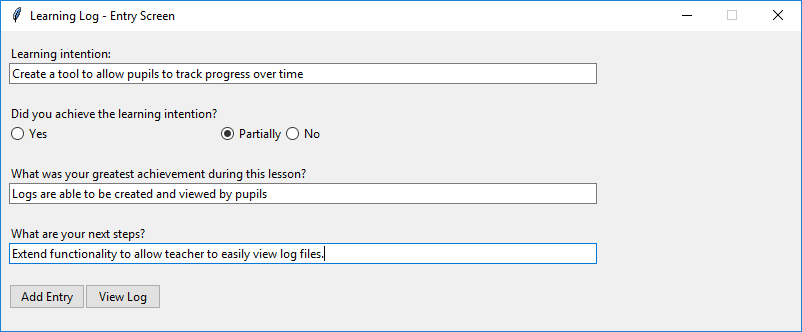 Learning Log - Entry Screen
Learning intention:
Create a tool to allow pupils to track progress over time
Did you achieve the learning intention?
Yes Partially No
What was your greatest achievement during this lesson?
Logs are able to be created and viewed by pupils
What are your next steps?
Extend functionality to allow teacher to easily view log files.
Add Entry View Log